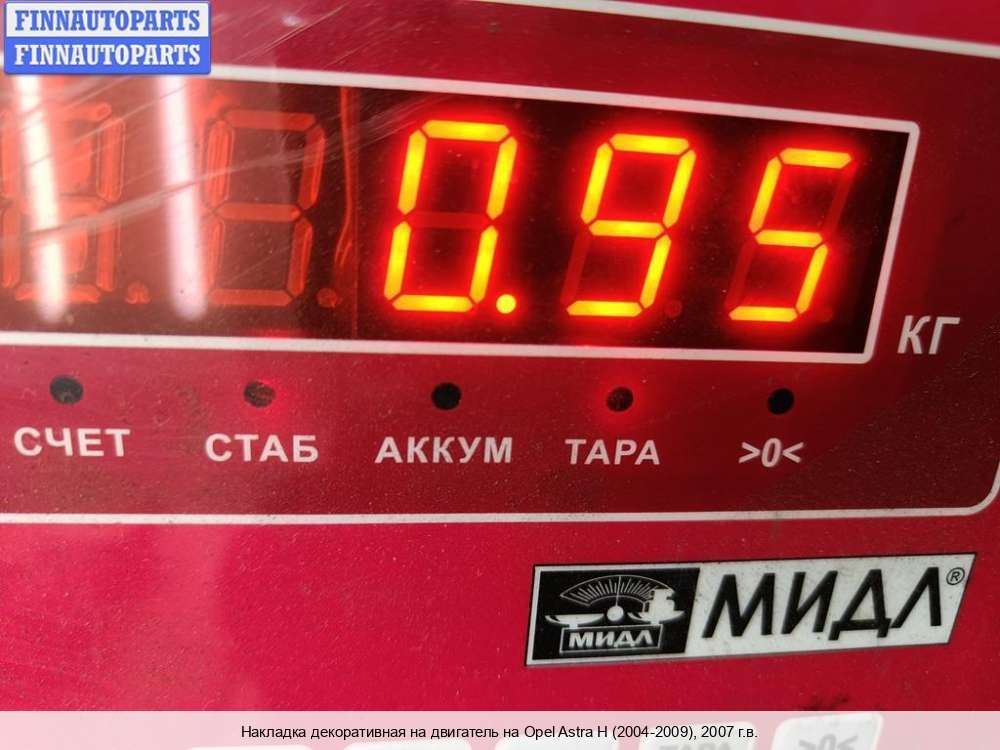 FINNAUTOPARTS
FINNAUTOPARTS
0.95
КГ
СЧЕТ СТАБ АККУМ ТАРА >0<
МИДЛ МИДЛ®
Накладка декоративная на двигатель на Opel Astra H (2004-2009), 2007 г.в.